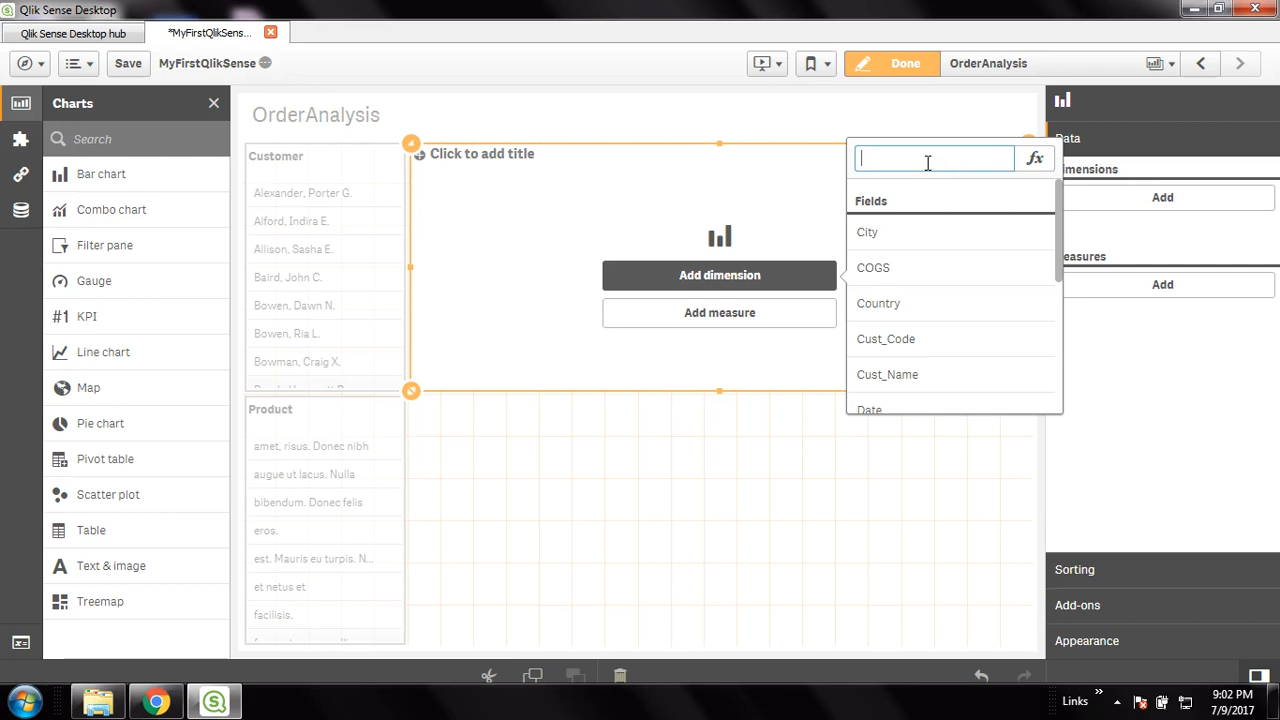 Qlik Sense Desktop
Qlik Sense Desktop hub
*MyFirstQlikSens...
Save
MyFirstQlikSense
Done
OrderAnalysis
Charts
Search
Bar chart
Combo chart
Filter pane
Gauge
#1 KPI
Line chart
Map
Pie chart
Pivot table
Scatter plot
Table
A Text & image
Treemap
OrderAnalysis
Customer
Alexander, Porter G.
Alford, Indira E.
Allison, Sasha E.
Baird, John C.
Bowen, Dawn N.
Bowen, Ria L.
Bowman, Craig X.
Product
amet, risus. Donec nibh
augue ut lacus. Nulla
bibendum. Donec felis
eros.
est. Mauris eu turpis. N...
et netus et
facilisis.
Click to add title
Add dimension
Add measure
fx
Fields
City
COGS
Country
Cust_Code
Cust_Name
Date
Data
imensions
Add
easures
Add
Sorting
Add-ons
Appearance
Links
9:02 PM
7/9/2017